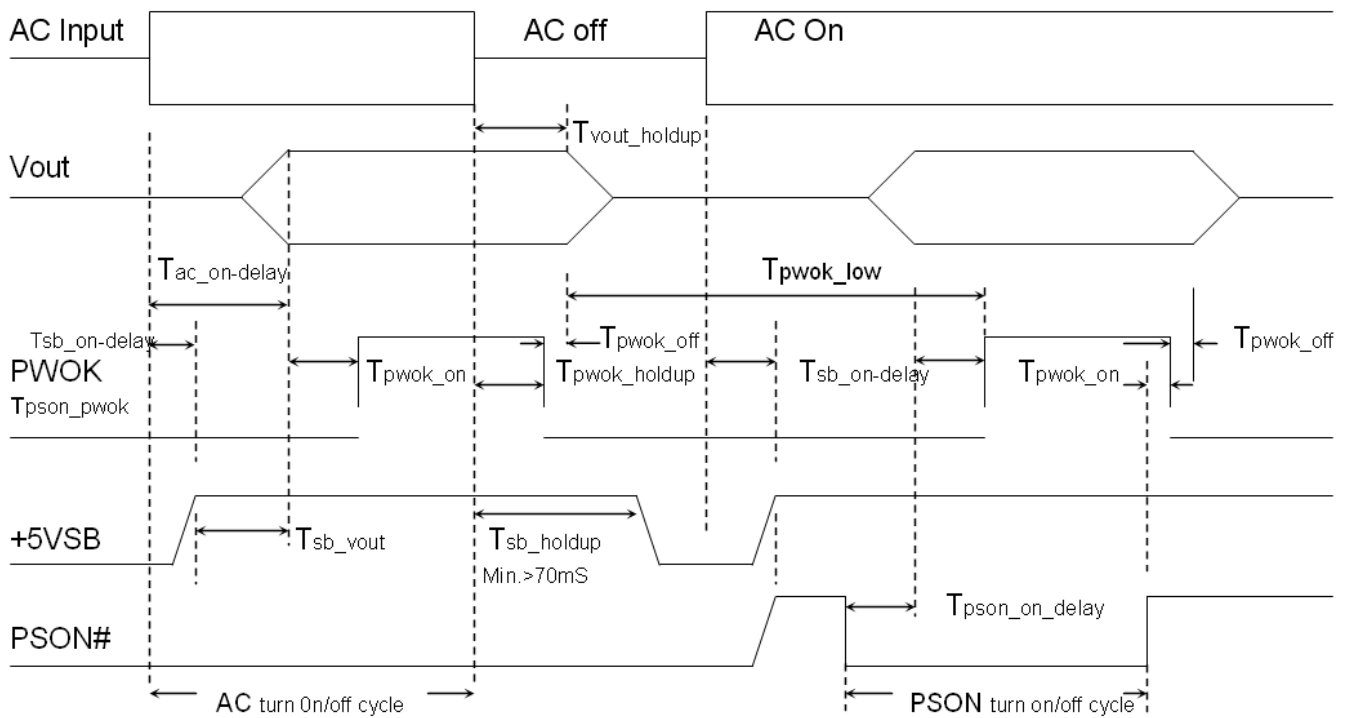 AC Input
AC off
AC On
Tvout_holdup
Vout
Tac_on-delay
Tpwok_low
Tsb_on-delay
Tpwok_off
Tpwok_off
PWOK
Tpwok_on
Tpwok_holdup
Tsb_on-delay
Tpwok_on
Tpson_pwok
+5VSB
Tsb_vout
Tsb_holdup
Min.>70mS
Tpson_on_delay
PSON#
AC turn 0n/off cycle
PSON turn on/off cycle